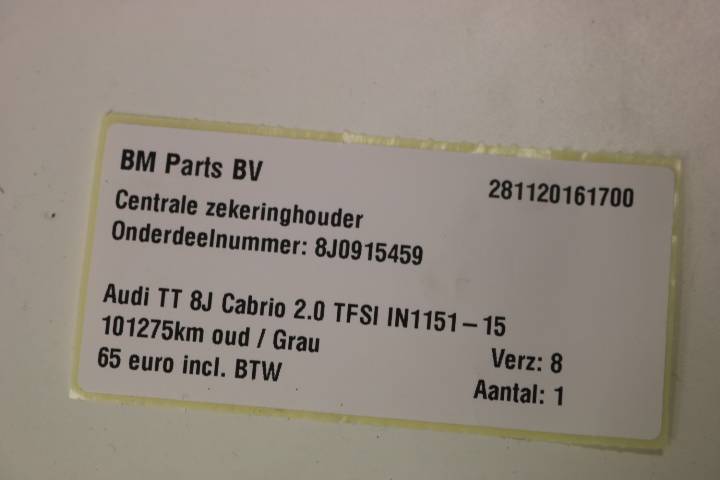 BM Parts BV 281120161700
Centrale zekeringhouder
Onderdeelnummer: 8J0915459
Audi TT 8J Cabrio 2.0 TFSI IN1151-15
101275km oud / Grau Verz: 8
65 euro incl. BTW Aantal: 1